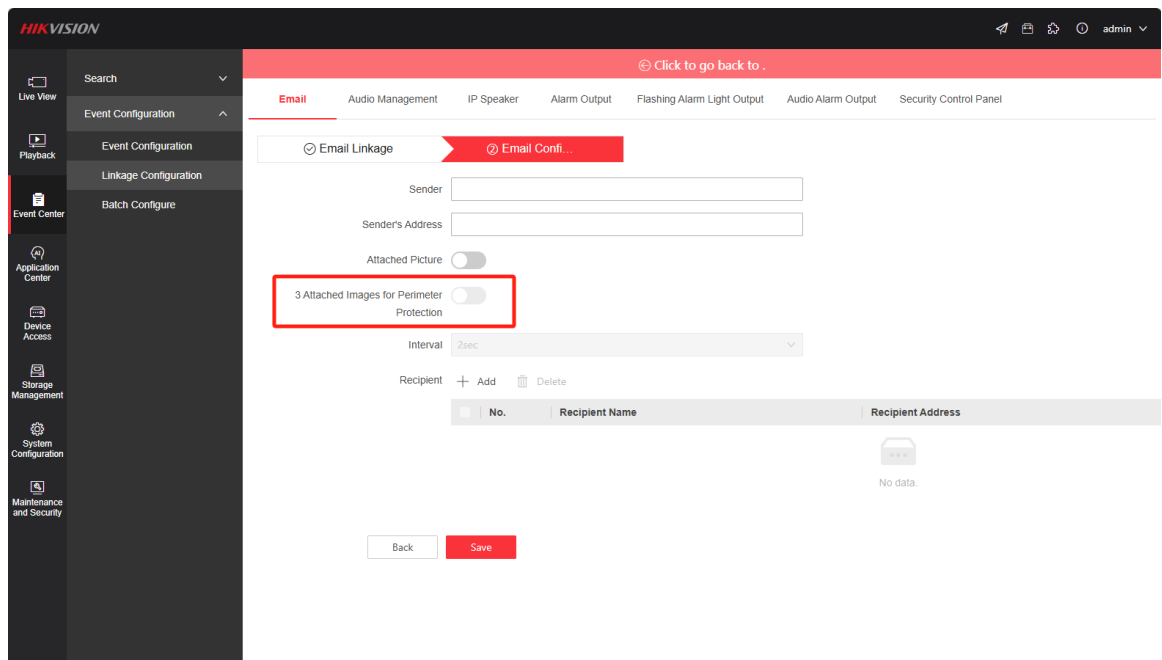 HIKVISION
admin
Click to go back to .
Live View
Playback
Event Center
Application
Center
Device
Access
Storage
Management
System
Configuration
Maintenance
and Security
Search
Event Configuration
Event Configuration
Linkage Configuration
Batch Configure
Email Audio Management IP Speaker Alarm Output Flashing Alarm Light Output Audio Alarm Output Security Control Panel
Email Linkage 2 Email Confi...
Sender
Sender's Address
Attached Picture
3 Attached Images for Perimeter
Protection
Interval 2sec
Recipient Add Delete
No. Recipient Name Recipient Address
No data.
Back Save